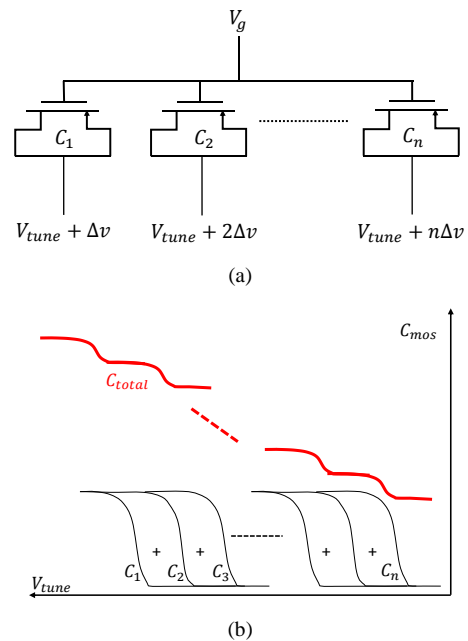 V_g
C_1 C_2 C_n
V_tune + Δv V_tune + 2Δv V_tune + nΔv
(a)
C_mos
C_total
+ + + +
C_1 C_2 C_3 C_n
V_tune
(b)